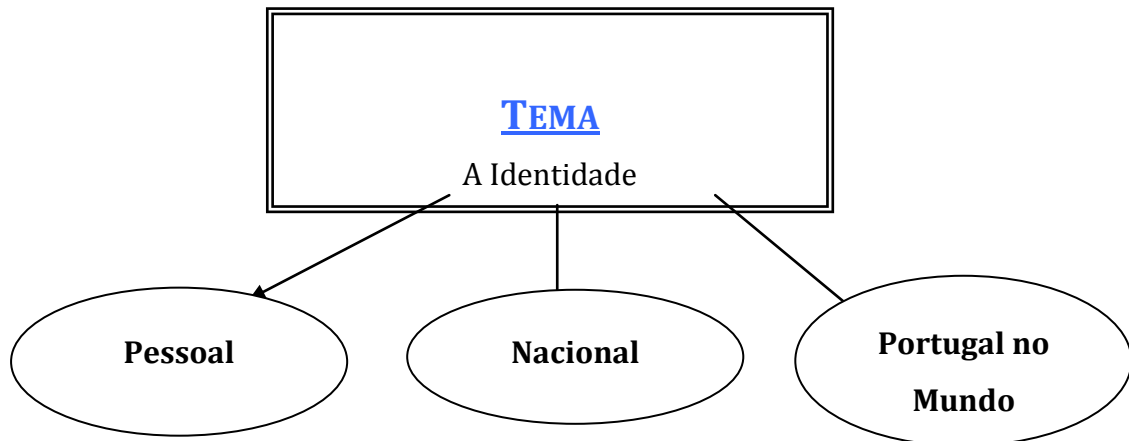 TEMA
A Identidade
Pessoal
Nacional
Portugal no
Mundo